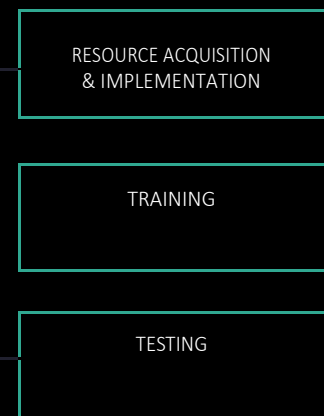 RESOURCE ACQUISITION
& IMPLEMENTATION
TRAINING
TESTING